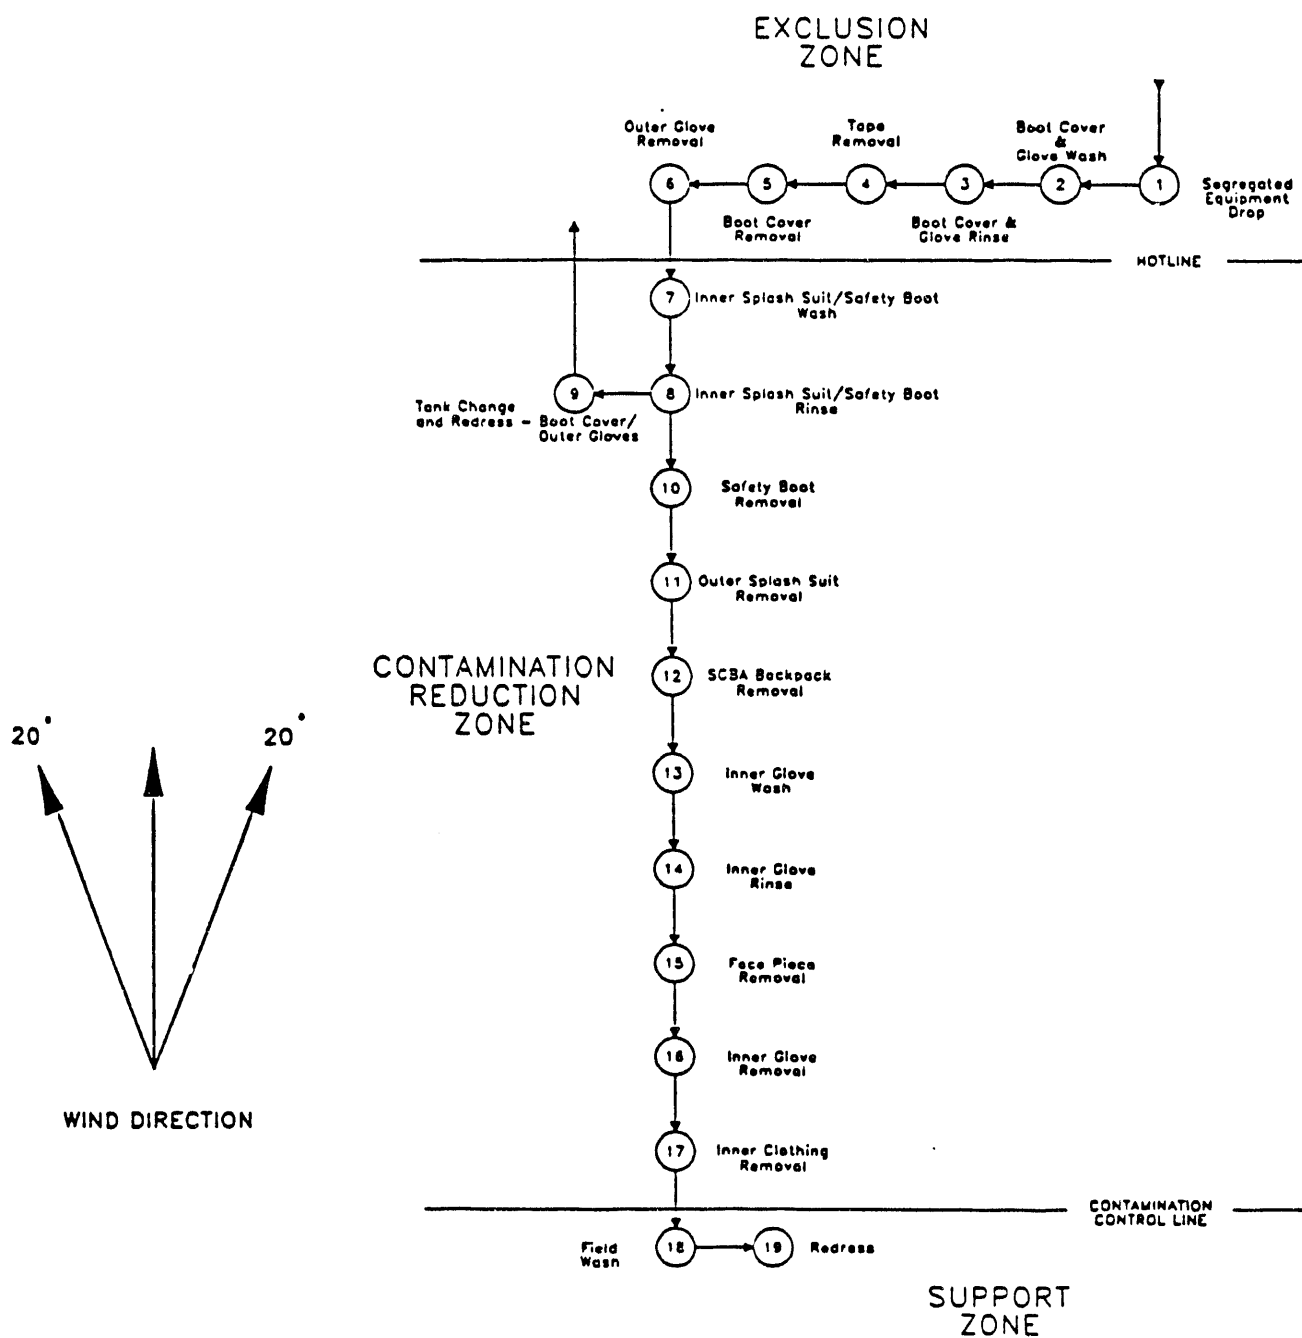 EXCLUSION
ZONE
Outer Glove
Removal
Tape
Removal
Boot Cover
&
Glove Wash
6
5
4
3
2
1
Segregated
Equipment
Drop
Boot Cover
Removal
Boot Cover &
Glove Rinse
HOTLINE
7
Inner Splash Suit/Safety Boot
Wash
9
8
Inner Splash Suit/Safety Boot
Rinse
Tank Change
and Redress - Boot Cover/
Outer Gloves
10
Safety Boot
Removal
11
Outer Splash Suit
Removal
CONTAMINATION
REDUCTION
ZONE
12
SCBA Backpack
Removal
20°
20°
13
Inner Glove
Wash
14
Inner Glove
Rinse
15
Face Piece
Removal
16
Inner Glove
Removal
WIND DIRECTION
17
Inner Clothing
Removal
CONTAMINATION
CONTROL LINE
Field
Wash
18
19
Redress
SUPPORT
ZONE